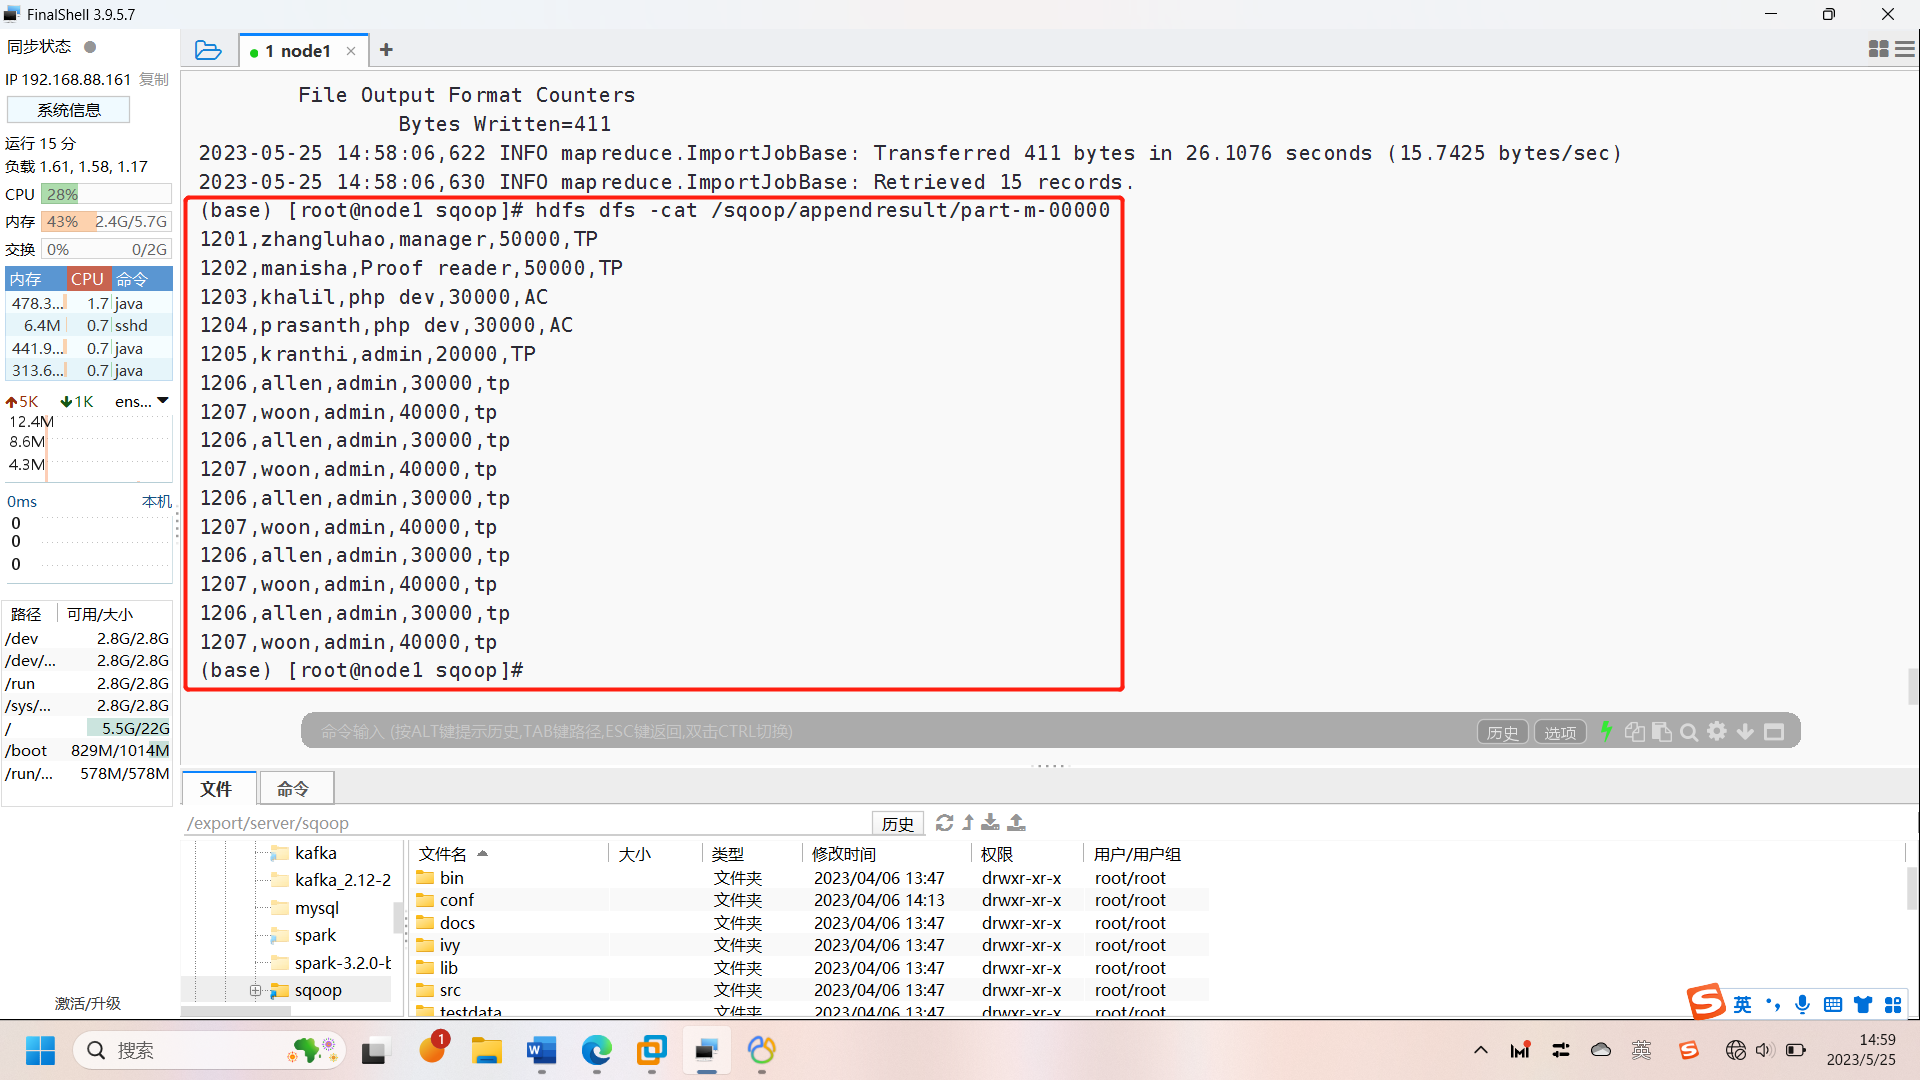 FinalShell 3.9.5.7
同步状态
IP 192.168.88.161 复制
系统信息
运行 15 分
负载 1.61, 1.58, 1.17
CPU 28%
内存 43% 2.4G/5.7G
交换 0% 0/2G
内存 CPU 命令
478.3... 1.7 java
6.4M 0.7 sshd
441.9... 0.7 java
313.6... 0.7 java
5K 1K ens...
12.4M
8.6M
4.3M
0ms 本机
0
0
0
路径 可用/大小
/dev 2.8G/2.8G
/dev/... 2.8G/2.8G
/run 2.8G/2.8G
/sys/... 2.8G/2.8G
/ 5.5G/22G
/boot 829M/1014M
/run/... 578M/578M
激活/升级
1 node1
File Output Format Counters
Bytes Written=411
2023-05-25 14:58:06,622 INFO mapreduce.ImportJobBase: Transferred 411 bytes in 26.1076 seconds (15.7425 bytes/sec)
2023-05-25 14:58:06,630 INFO mapreduce.ImportJobBase: Retrieved 15 records.
(base) [root@node1 sqoop]# hdfs dfs -cat /sqoop/appendresult/part-m-00000
1201,zhangluhao,manager,50000,TP
1202,manisha,Proof reader,50000,TP
1203,khalil,php dev,30000,AC
1204,prasanth,php dev,30000,AC
1205,kranthi,admin,20000,TP
1206,allen,admin,30000,tp
1207,woon,admin,40000,tp
1206,allen,admin,30000,tp
1207,woon,admin,40000,tp
1206,allen,admin,30000,tp
1207,woon,admin,40000,tp
1206,allen,admin,30000,tp
1207,woon,admin,40000,tp
1206,allen,admin,30000,tp
1207,woon,admin,40000,tp
(base) [root@node1 sqoop]#
命令输入 (按ALT键提示历史,TAB键路径,ESC键返回,双击CTRL切换)
历史 选项
文件 命令
/export/server/sqoop 历史
kafka
kafka_2.12-2
mysql
spark
spark-3.2.0-b
sqoop
文件名 大小 类型 修改时间 权限 用户/用户组
bin 文件夹 2023/04/06 13:47 drwxr-xr-x root/root
conf 文件夹 2023/04/06 14:13 drwxr-xr-x root/root
docs 文件夹 2023/04/06 13:47 drwxr-xr-x root/root
ivy 文件夹 2023/04/06 13:47 drwxr-xr-x root/root
lib 文件夹 2023/04/06 13:47 drwxr-xr-x root/root
src 文件夹 2023/04/06 13:47 drwxr-xr-x root/root
testdata 文件夹 2023/04/06 13:47 drwxr-xr-x root/root
英
搜索
1
英
14:59
2023/5/25